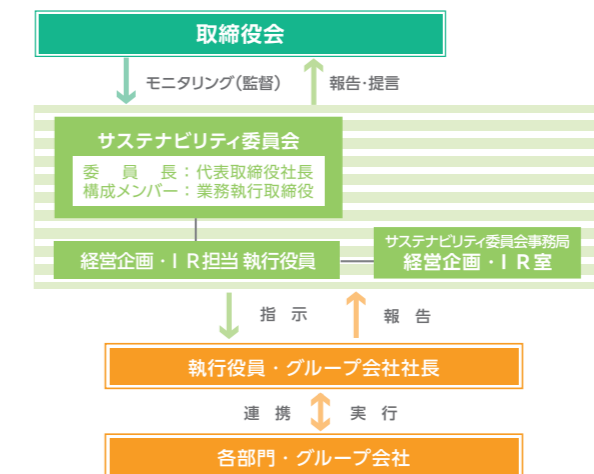 取締役会
モニタリング(監督) 報告・提言
サステナビリティ委員会
委員長：代表取締役社長
構成メンバー：業務執行取締役
サステナビリティ委員会事務局
経営企画・ＩＲ担当 執行役員
経営企画・ＩＲ室
指示 報告
執行役員・グループ会社社長
連携 実行
各部門・グループ会社